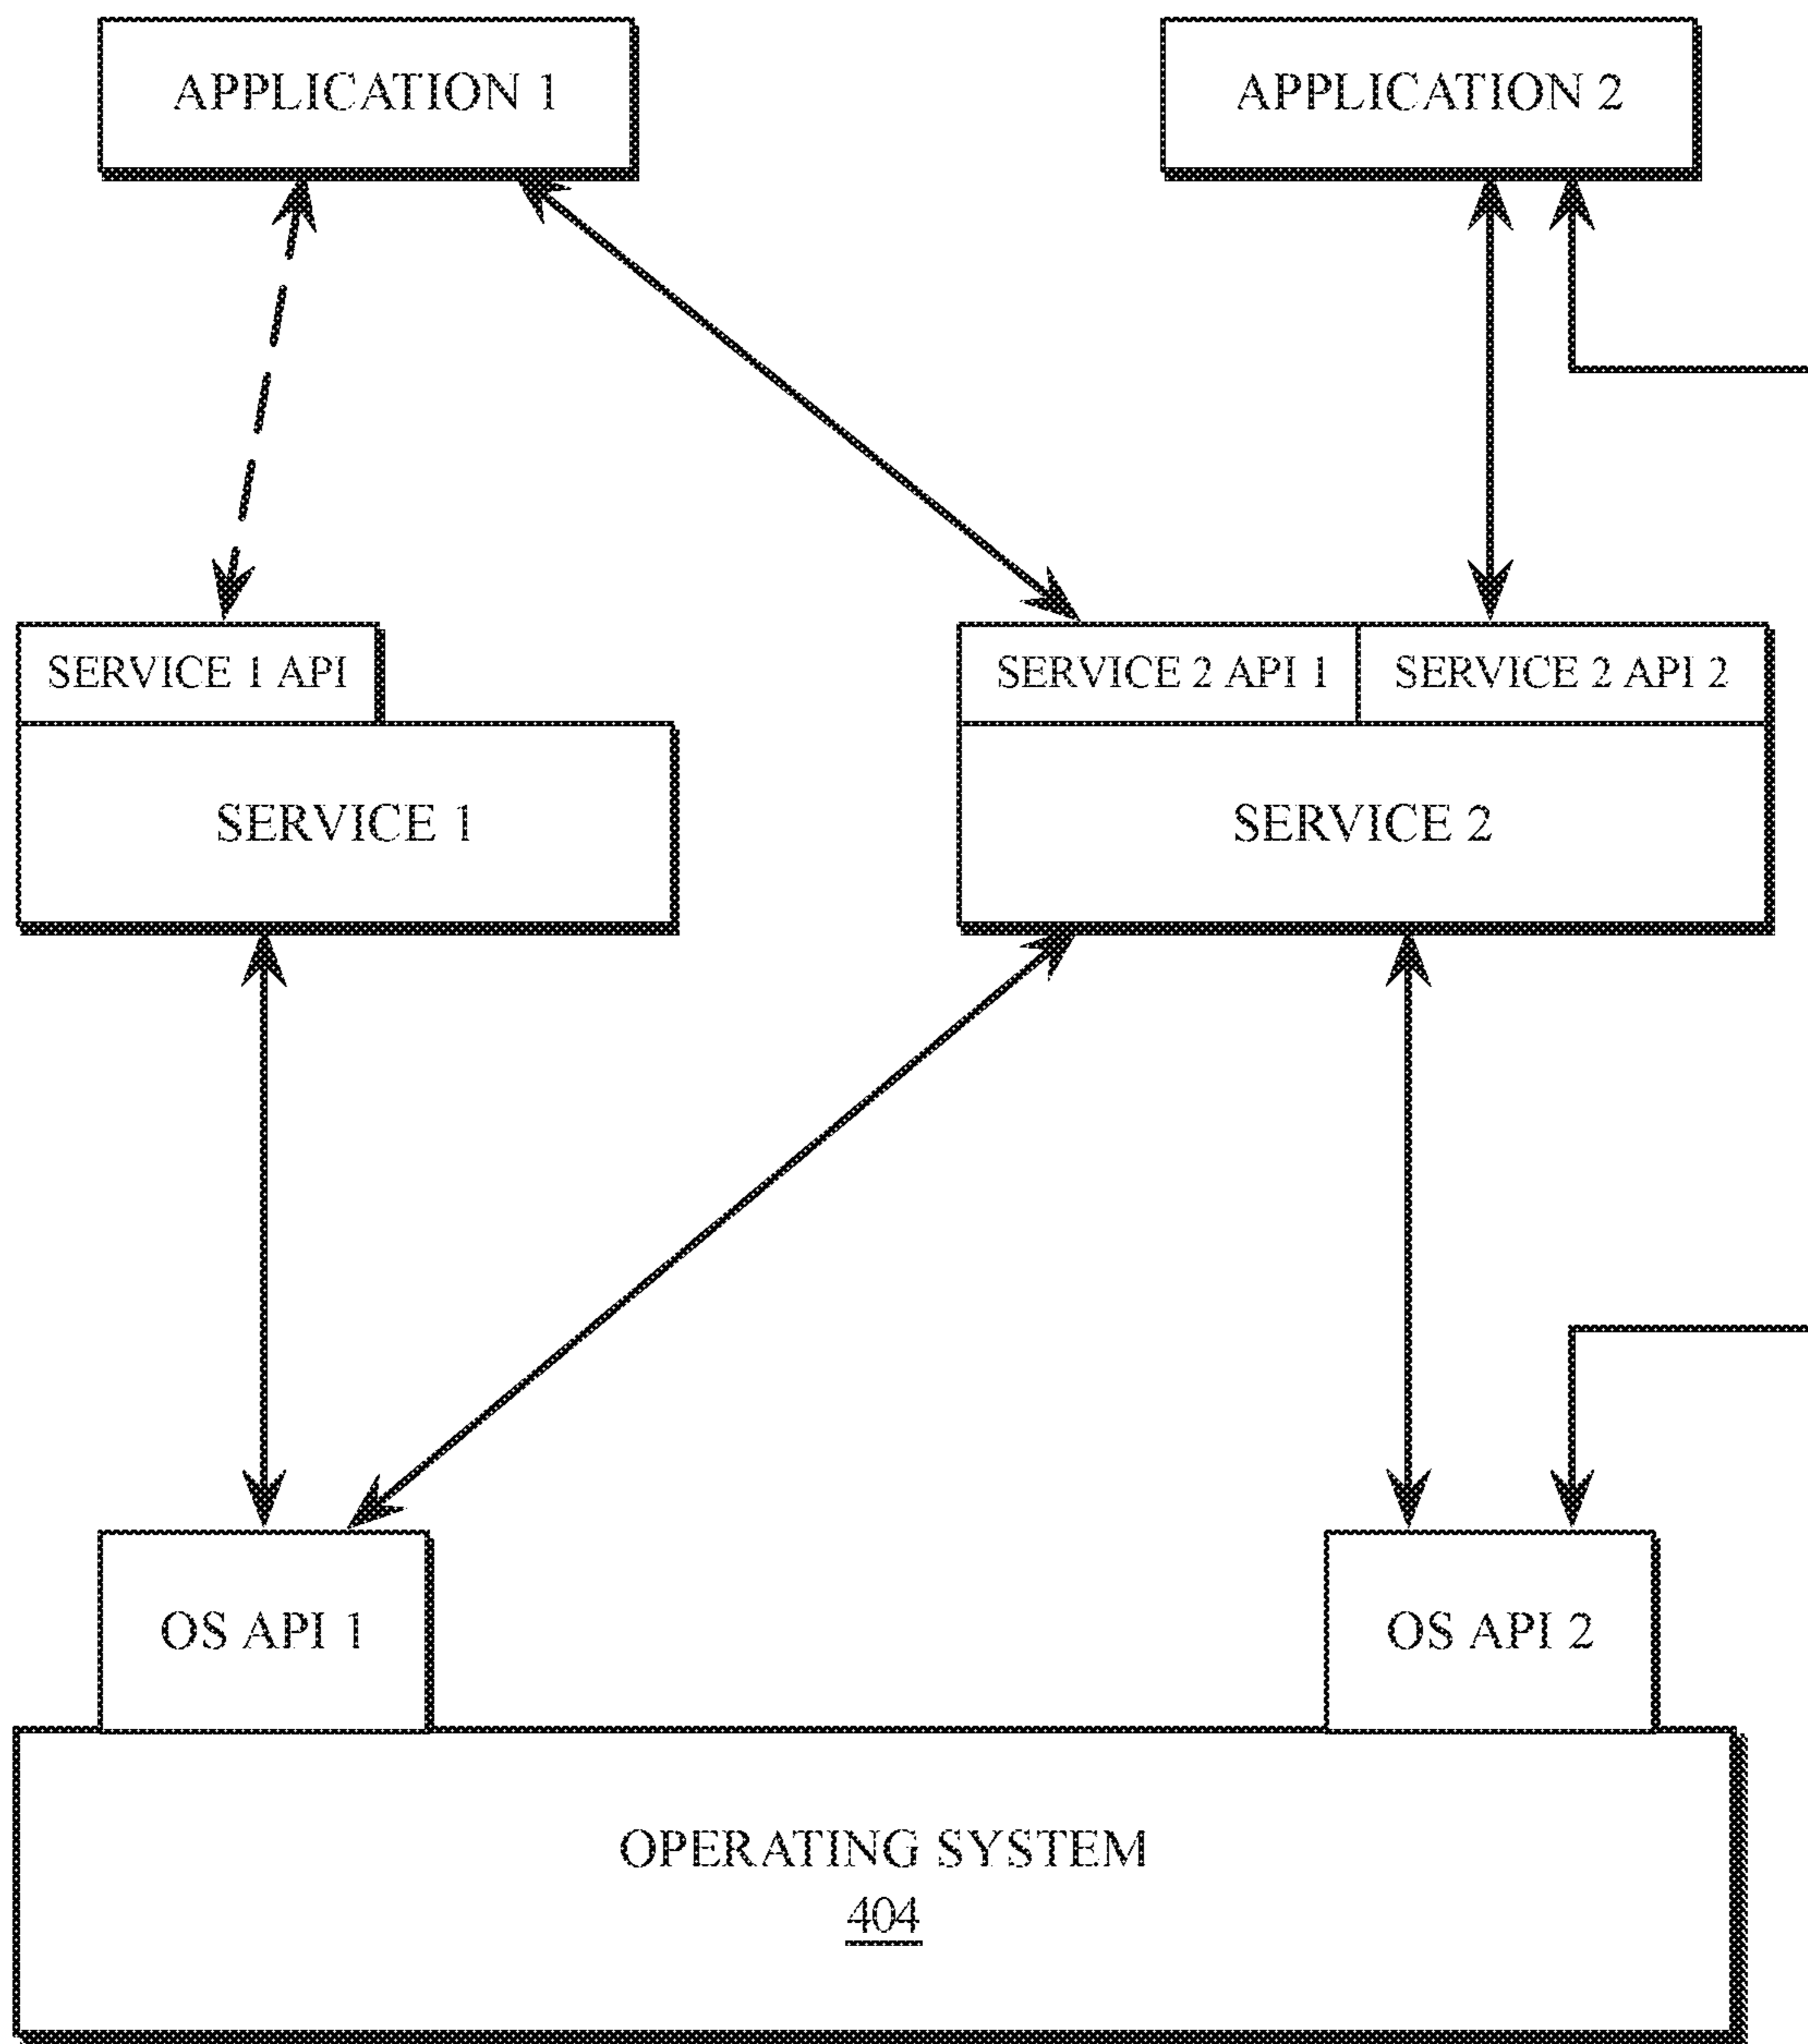 APPLICATION 1
APPLICATION 2
SERVICE 1 API
SERVICE 2 API 1
SERVICE 2 API 2
SERVICE 1
SERVICE 2
OS API 1
OS API 2
OPERATING SYSTEM
404